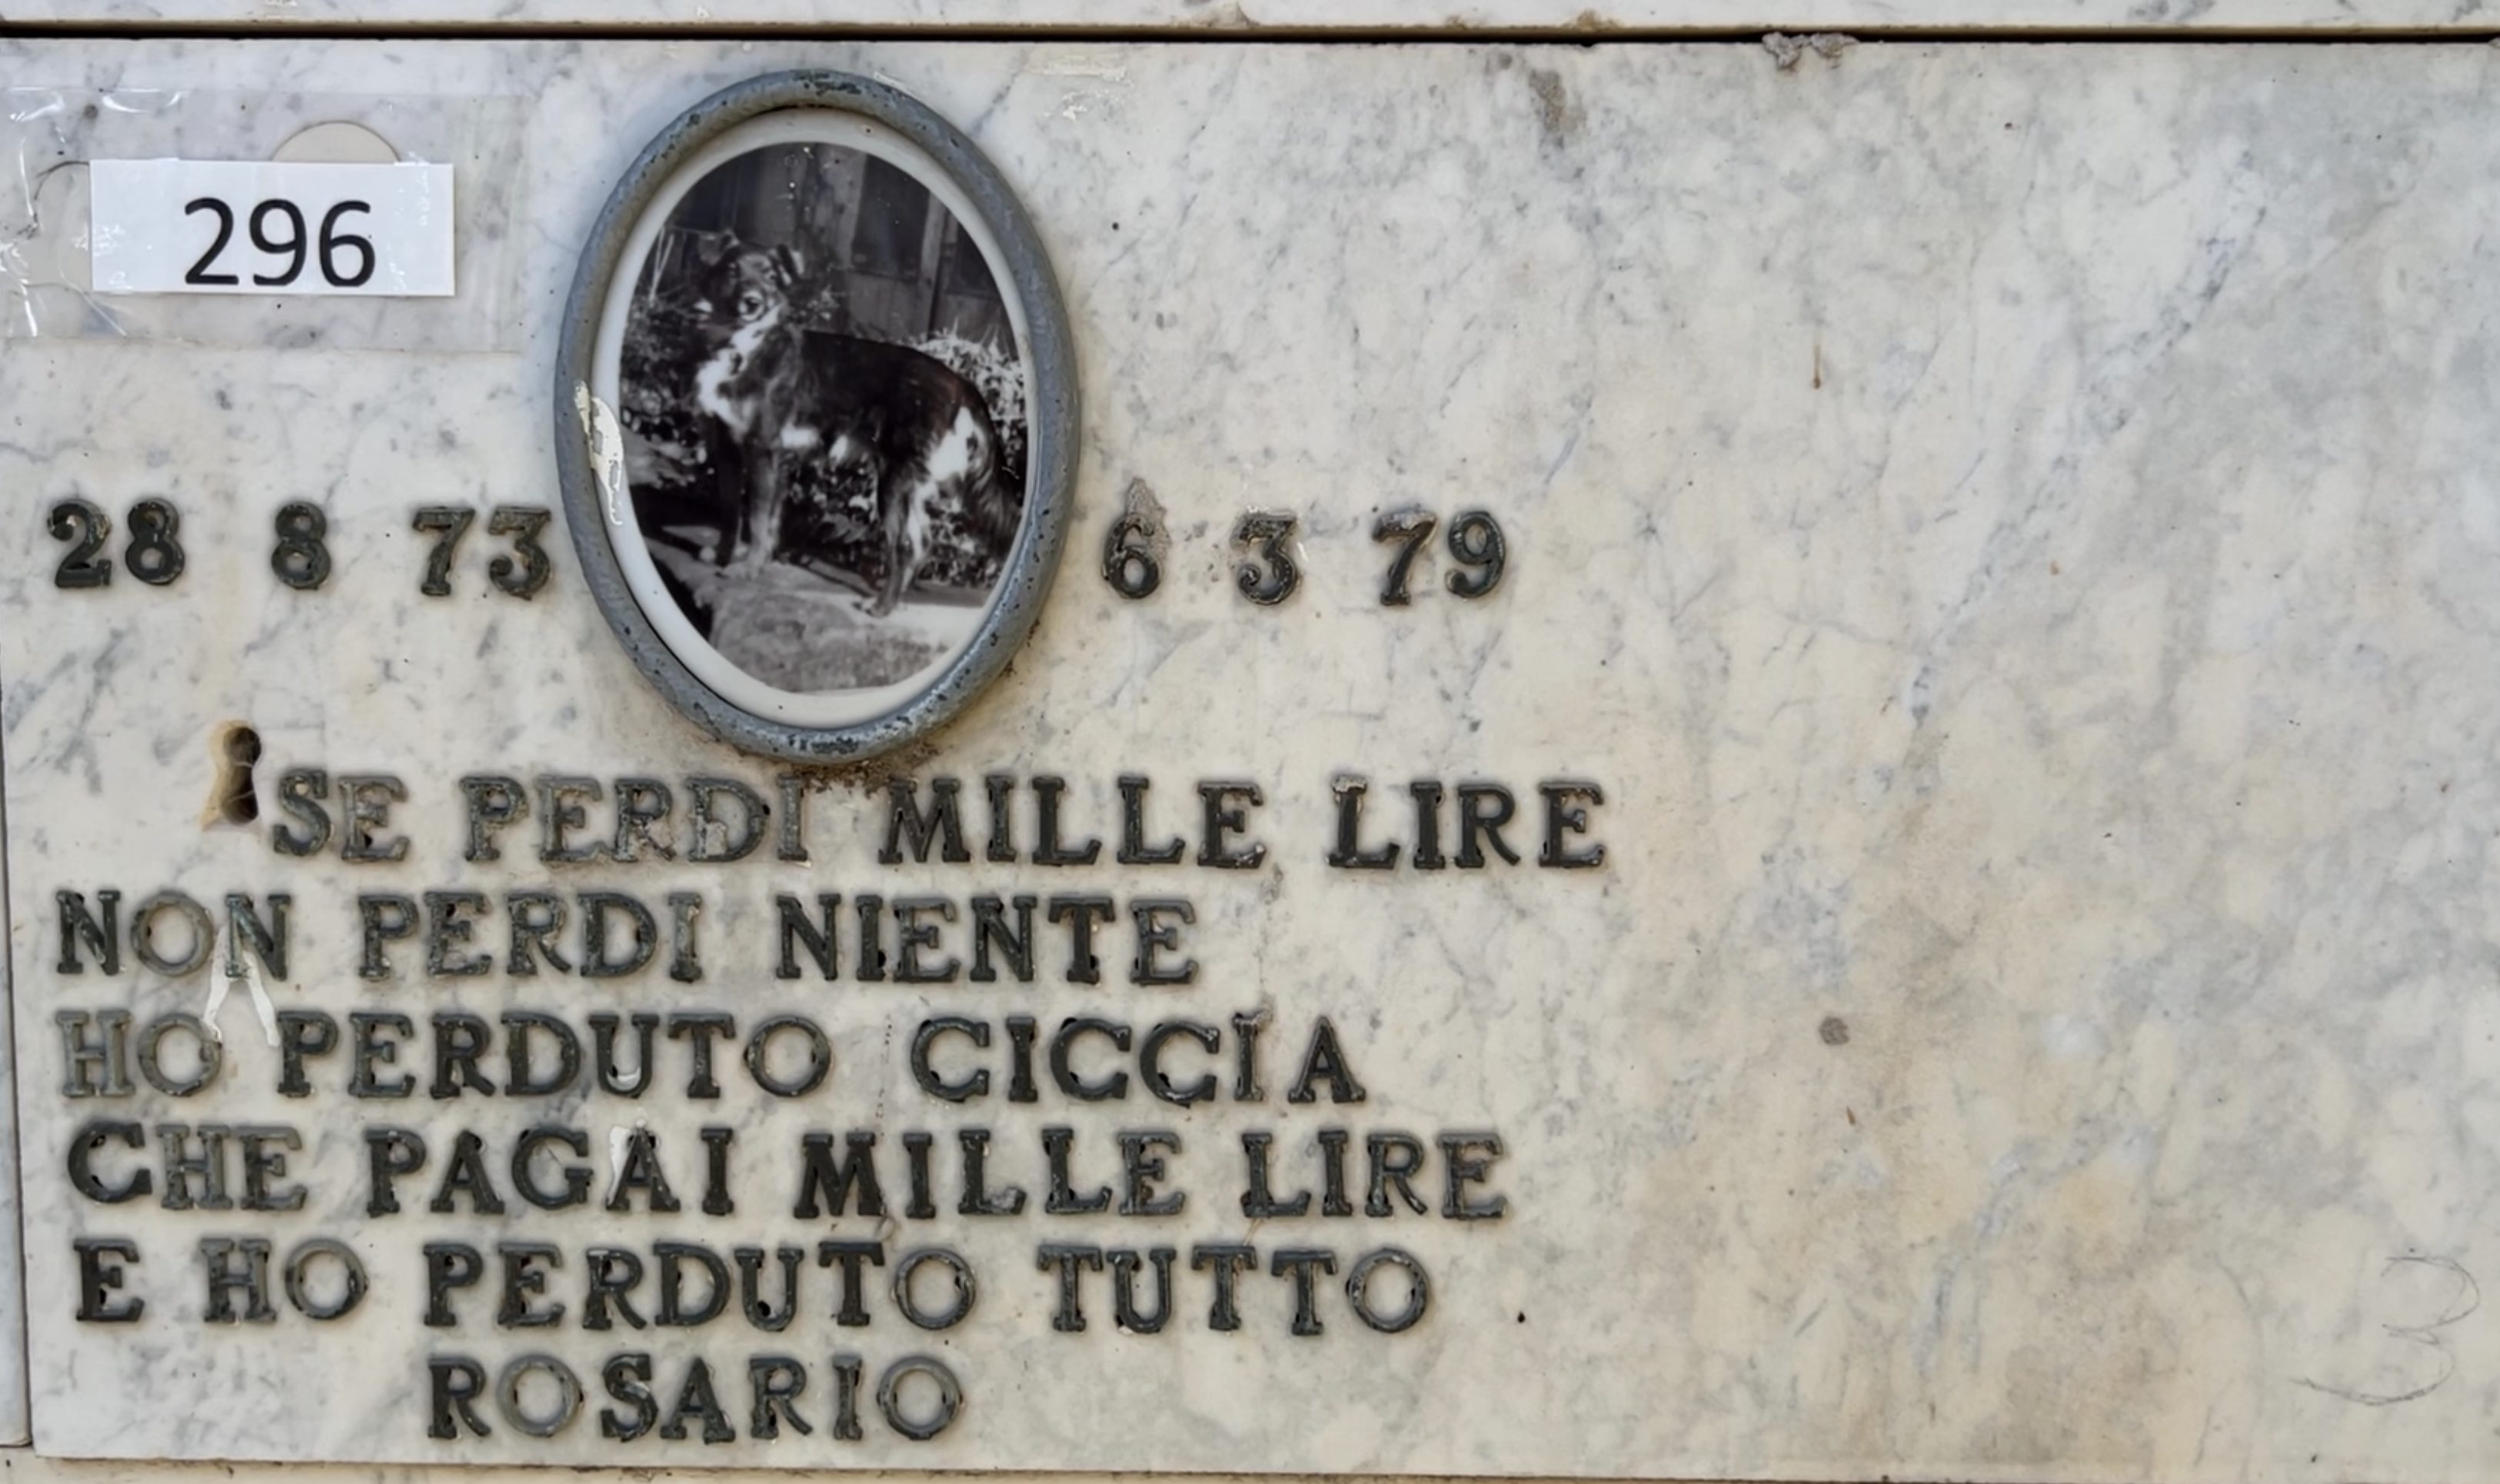 296
28 8 73 6 3 79
SE PERDI MILLE LIRE
NON PERDI NIENTE
HO PERDUTO CICCIA
CHE PAGAI MILLE LIRE
E HO PERDUTO TUTTO
ROSARIO
3